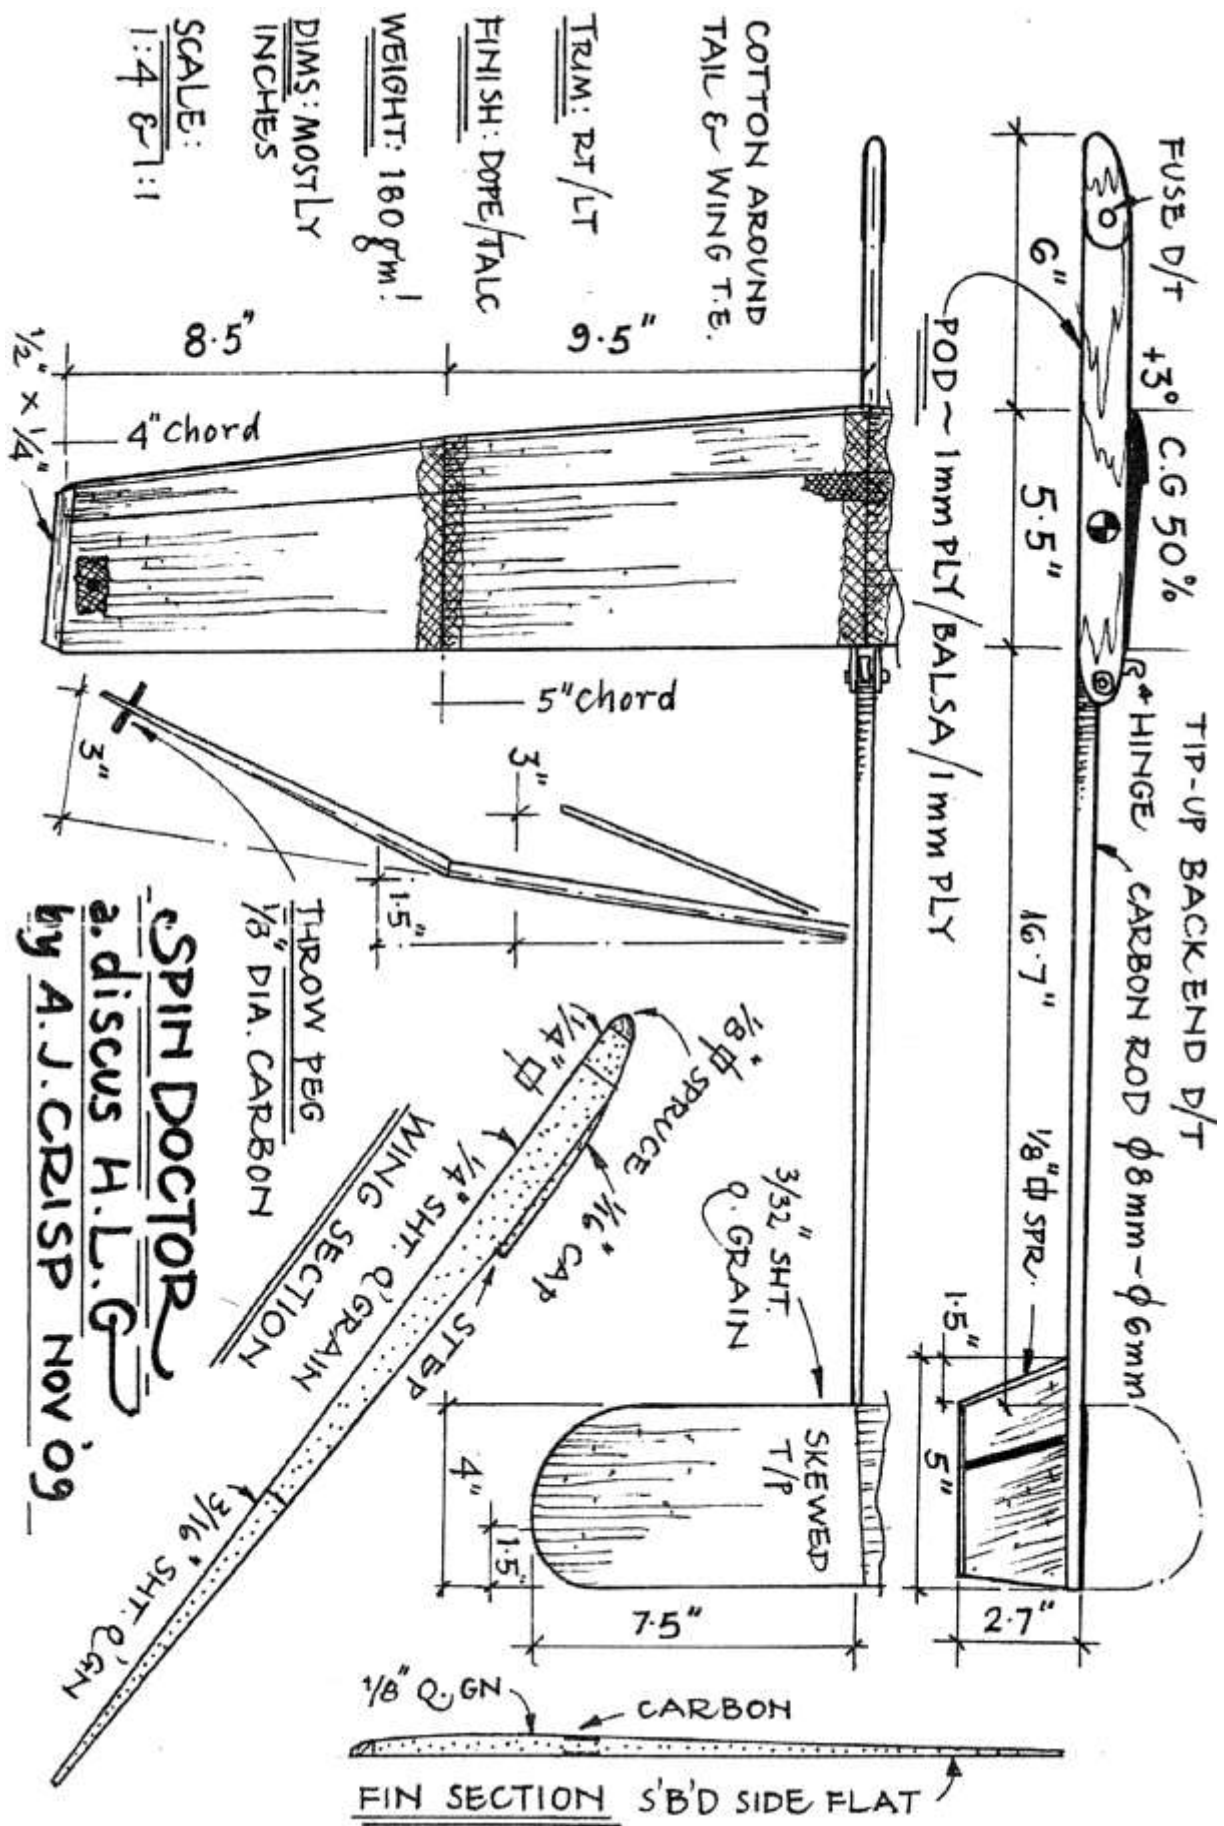 FUSE D/T
+3° C.G 50%
TIP-UP BACK END D/T
HINGE
CARBON ROD ϕ8mm-ϕ6mm
1/8" SPR.
6"
5.5"
16.7"
1.5"
5"
2.7"
POD ~ 1mm PLY/BALSA/1mm PLY
COTTON AROUND
TAIL & WING T.E.
TRIM: RT/LT
FINISH: DOPE/TALC
WEIGHT: 180gm!
DIMS: MOSTLY
INCHES
SCALE:
1:4 & 1:1
9.5"
8.5"
1/2" x 1/4"
4" Chord
5" Chord
3"
3"
1.5"
THROW PEG
1/8" DIA. CARBON
1/8" SPRUCE
1/4"
1/16" CAP
1/4" SHT. Q'GRAIN
STEP
WING SECTION
3/16" SHT. Q'GN
3/32" SHT.
Q. GRAIN
SKEWED
T/P
4"
1.5"
7.5"
SPIN DOCTOR
a. discus H.L.G
by A.J. CRISP NOV '09
1/8" Q. GN
CARBON
FIN SECTION S'B'D SIDE FLAT